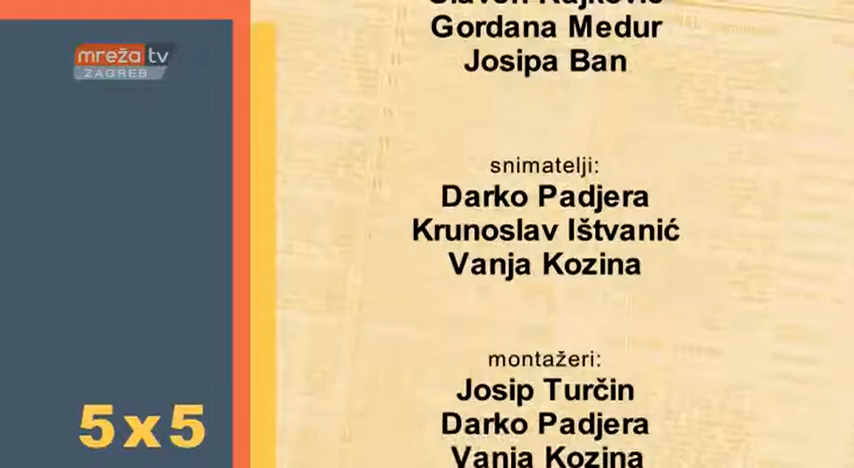 mreža tv
ZAGREB
Gordana Medur
Josipa Ban
snimatelji:
Darko Padjera
Krunoslav Ištvanić
Vanja Kozina
montažeri:
Josip Turčin
Darko Padjera
Vanja Kozina
5x5